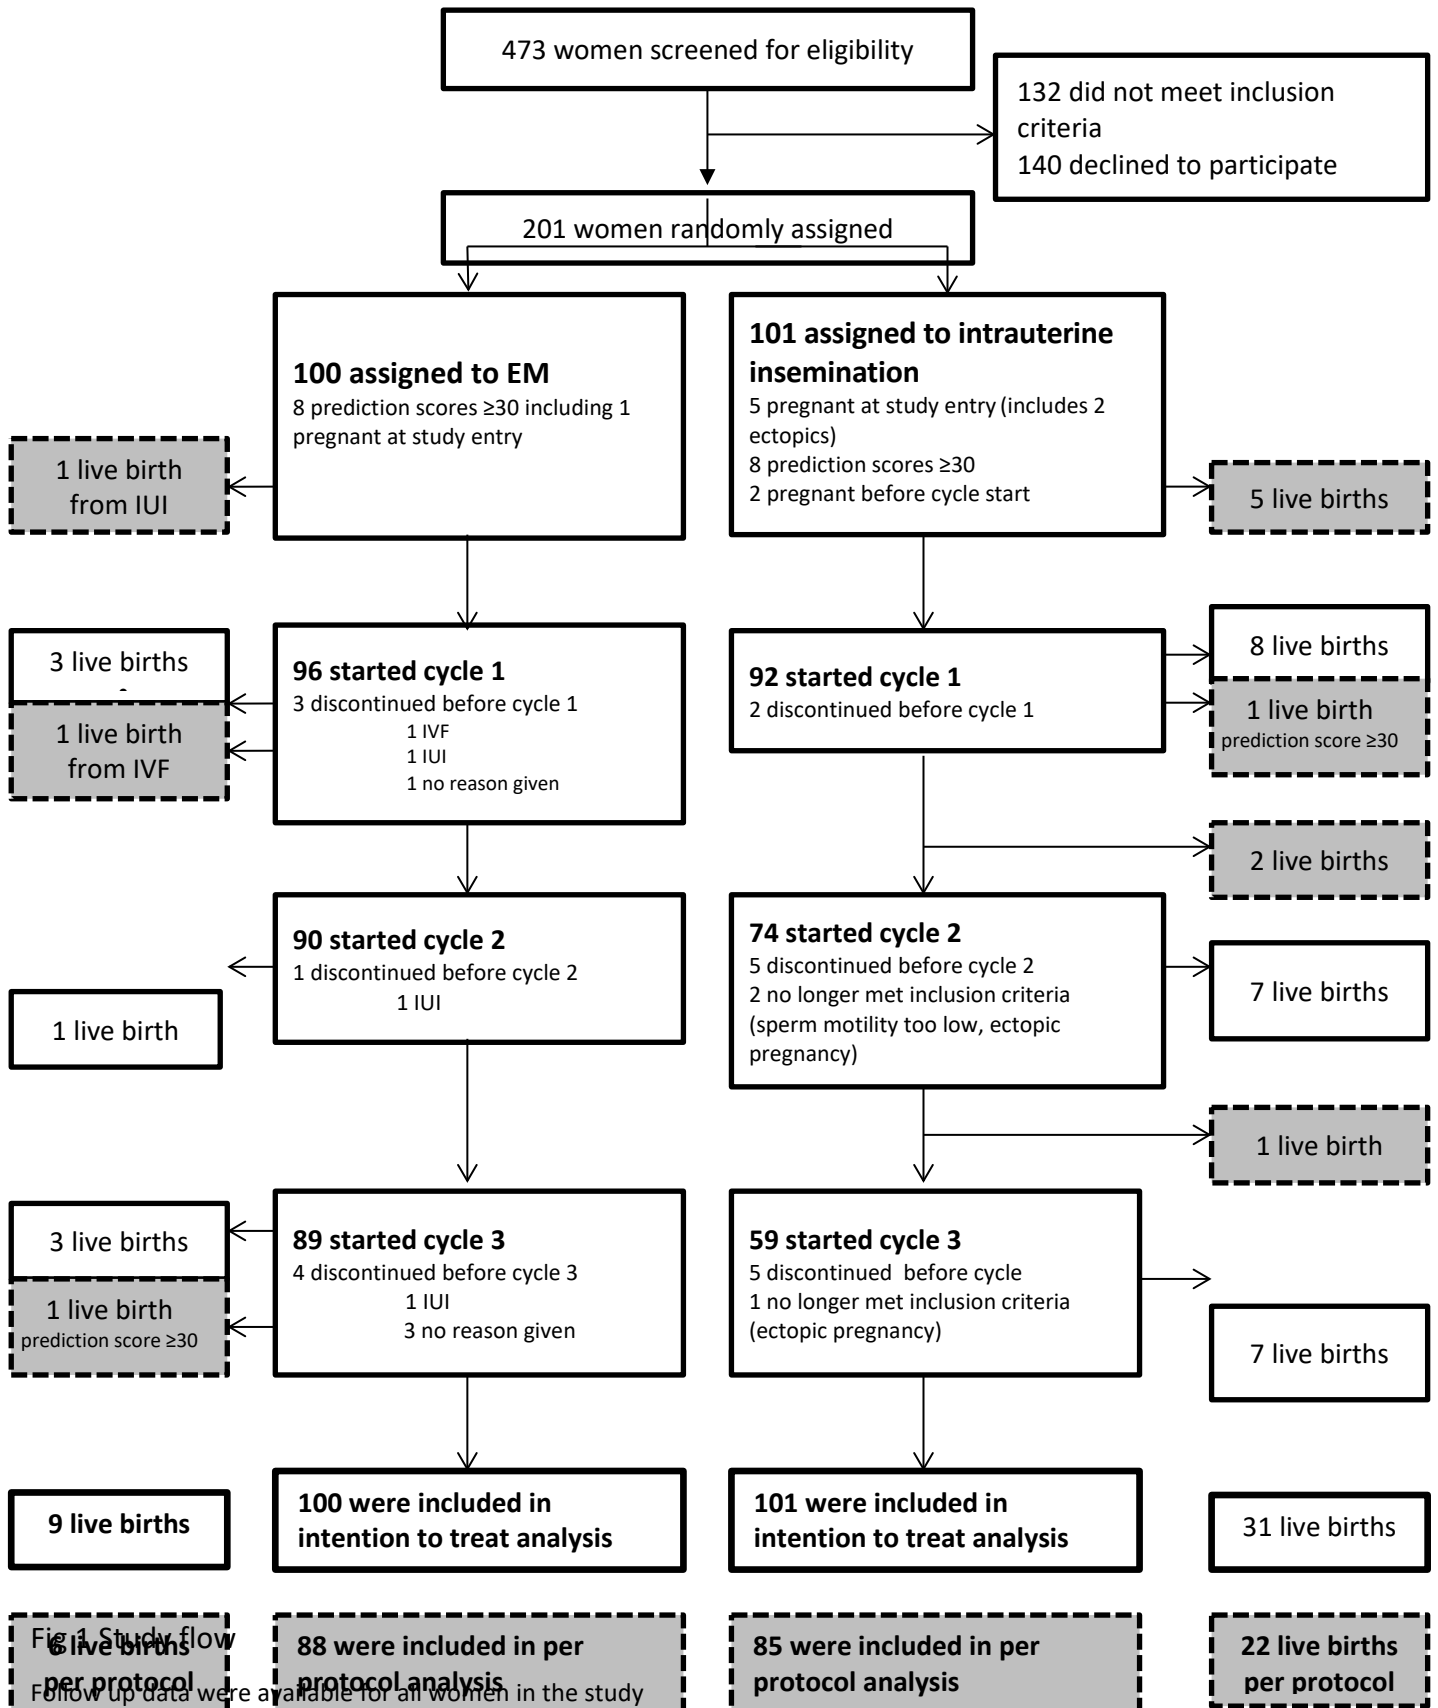 473 women screened for eligibility
132 did not meet inclusion
criteria
140 declined to participate
201 women randomly assigned
100 assigned to EM
8 prediction scores ≥30 including 1
pregnant at study entry
101 assigned to intrauterine
insemination
5 pregnant at study entry (includes 2
ectopics)
8 prediction scores ≥30
2 pregnant before cycle start
1 live birth
from IUI
5 live births
3 live births
1 live birth
from IVF
96 started cycle 1
3 discontinued before cycle 1
1 IVF
1 IUI
1 no reason given
92 started cycle 1
2 discontinued before cycle 1
8 live births
1 live birth
prediction score ≥30
2 live births
1 live birth
90 started cycle 2
1 discontinued before cycle 2
1 IUI
74 started cycle 2
5 discontinued before cycle 2
2 no longer met inclusion criteria
(sperm motility too low, ectopic
pregnancy)
7 live births
1 live birth
3 live births
1 live birth
prediction score ≥30
89 started cycle 3
4 discontinued before cycle 3
1 IUI
3 no reason given
59 started cycle 3
5 discontinued before cycle
1 no longer met inclusion criteria
(ectopic pregnancy)
7 live births
9 live births
100 were included in
intention to treat analysis
101 were included in
intention to treat analysis
31 live births
6 live births
per protocol
88 were included in per
protocol analysis
85 were included in per
protocol analysis
22 live births
per protocol
Fig 1 Study flow
Follow up data were available for all women in the study